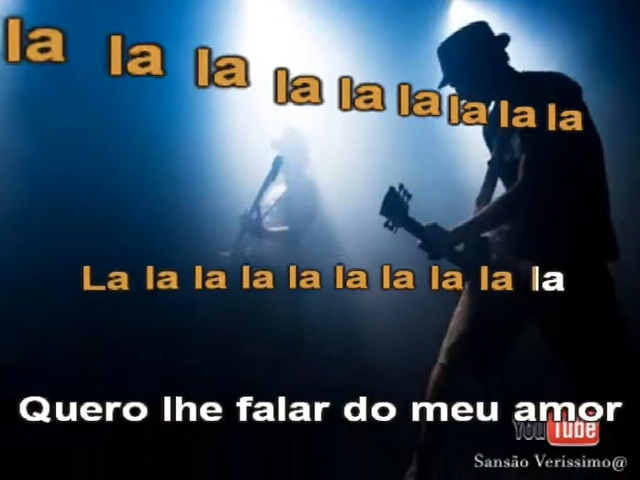 la la la la la la la la la
La la la la la la la la la la
Quero lhe falar do meu amor
YouTube
Sansão Verissimo@